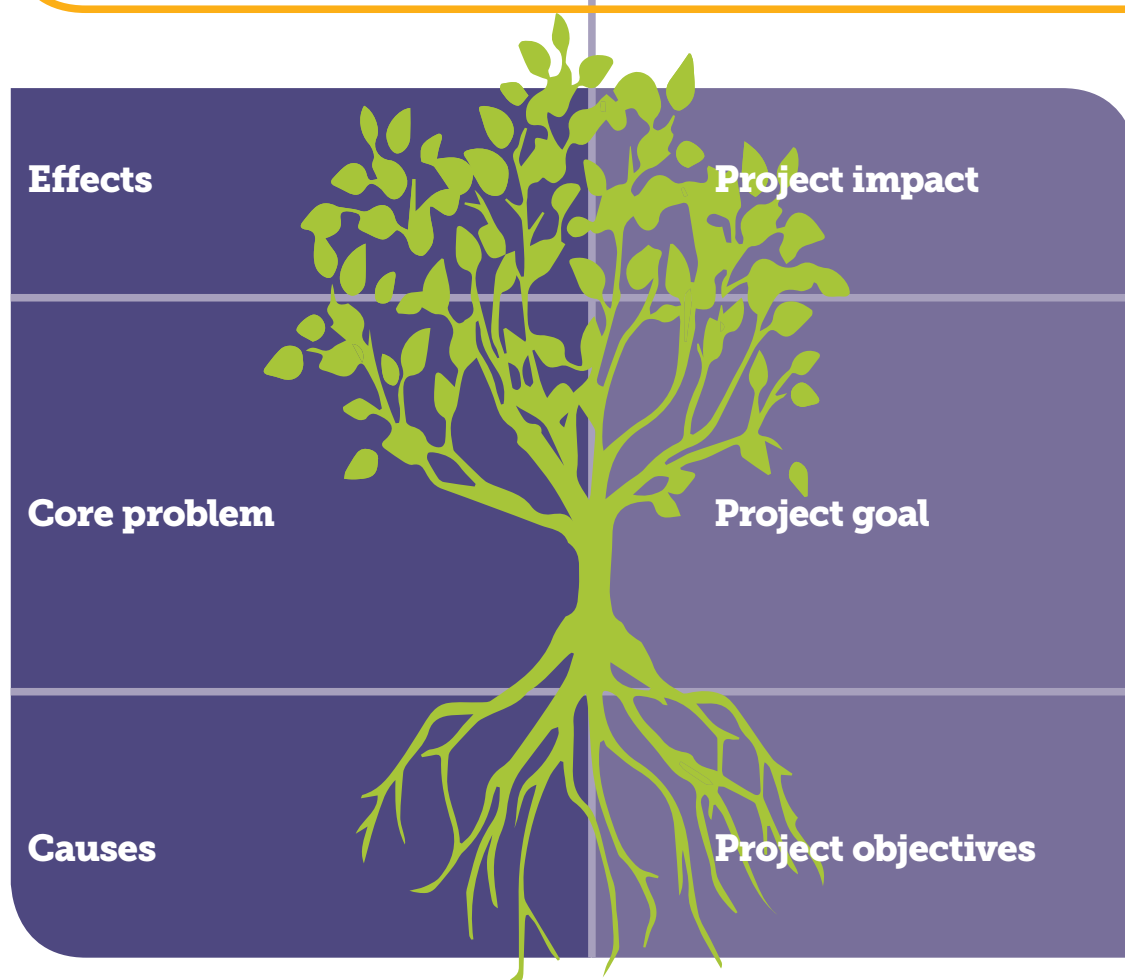 Effects
Project impact
Core problem
Project goal
Causes
Project objectives